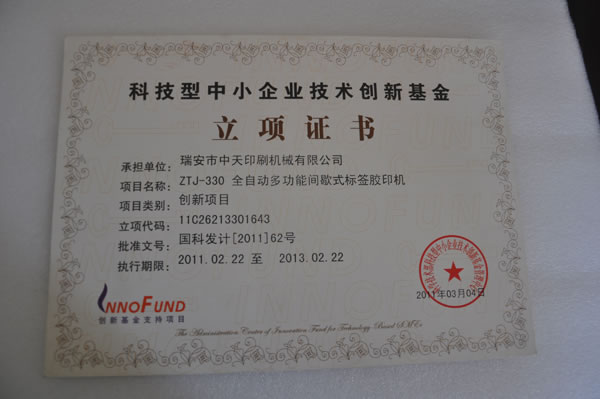 科技型中小企业技术创新基金
立项证书
承担单位: 瑞安市中天印刷机械有限公司
项目名称: ZTJ-330 全自动多功能间歇式标签胶印机
项目类别: 创新项目
立项代码: 11C26213301643
批准文号: 国科发计[2011]62号
执行期限: 2011.02.22 至 2013.02.22
2011年03月04日
INNOFUND
创新基金支持项目
The Administration Centre of Innovation Fund for Technology Based SMEs